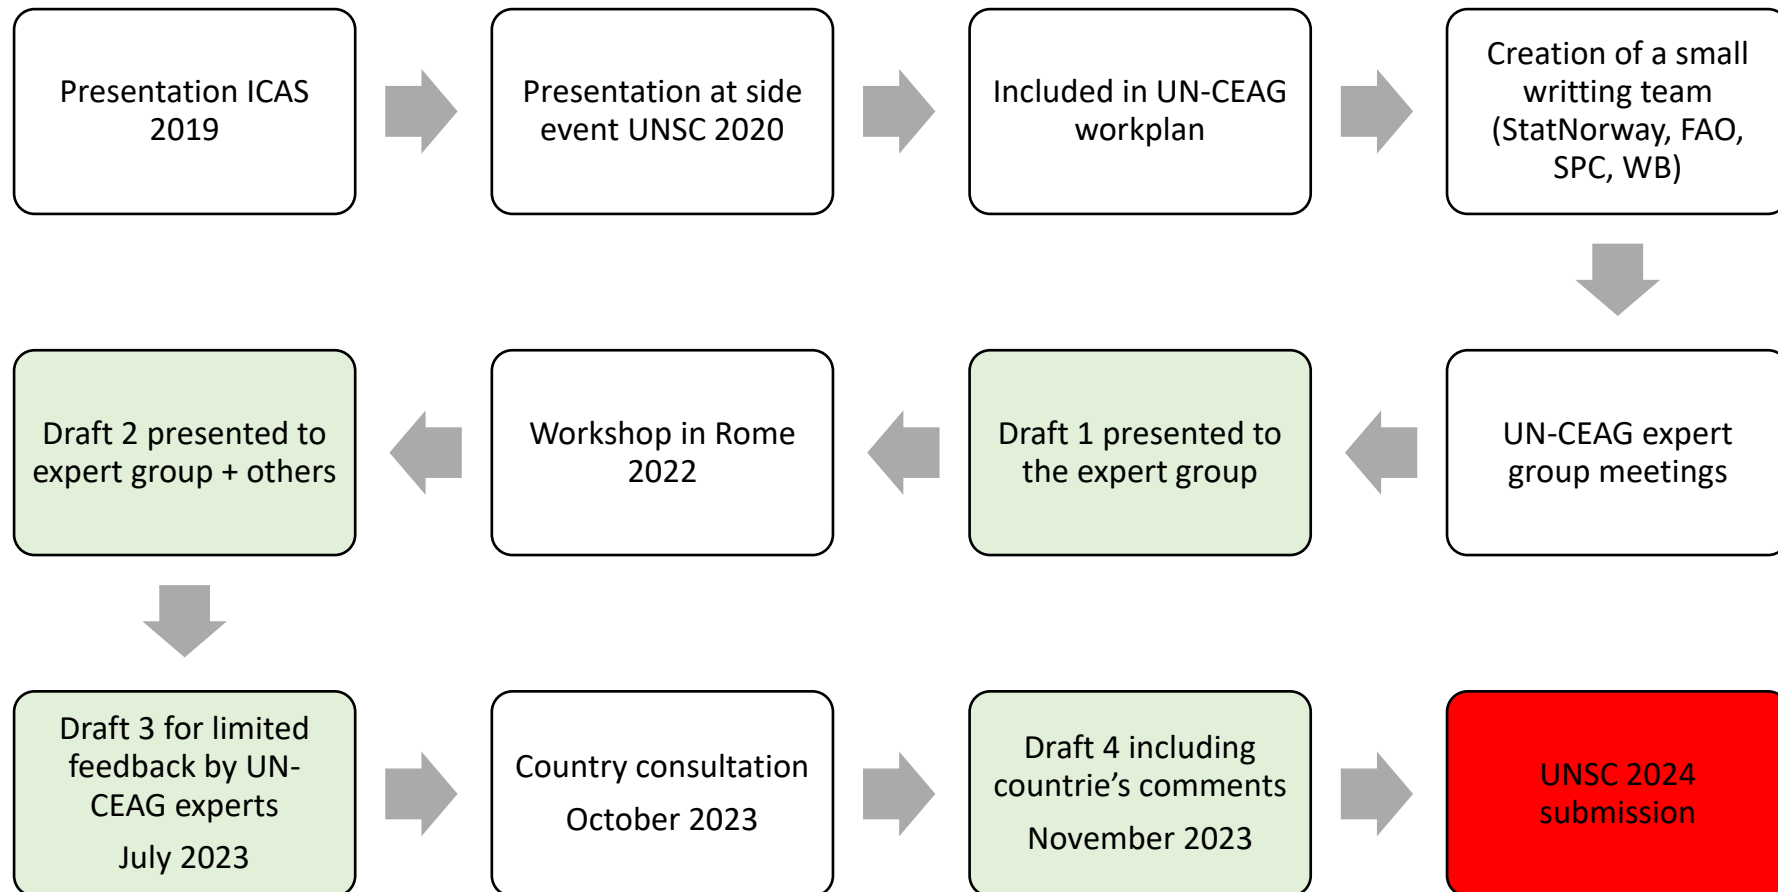 Presentation ICAS
2019
Presentation at side
event UNSC 2020
Included in UN-CEAG
workplan
Creation of a small
writting team
(StatNorway, FAO,
SPC, WB)
UN-CEAG expert
group meetings
Draft 1 presented to
the expert group
Workshop in Rome
2022
Draft 2 presented to
expert group + others
Draft 3 for limited
feedback by UN-
CEAG experts
July 2023
Country consultation
October 2023
Draft 4 including
countrie's comments
November 2023
UNSC 2024
submission